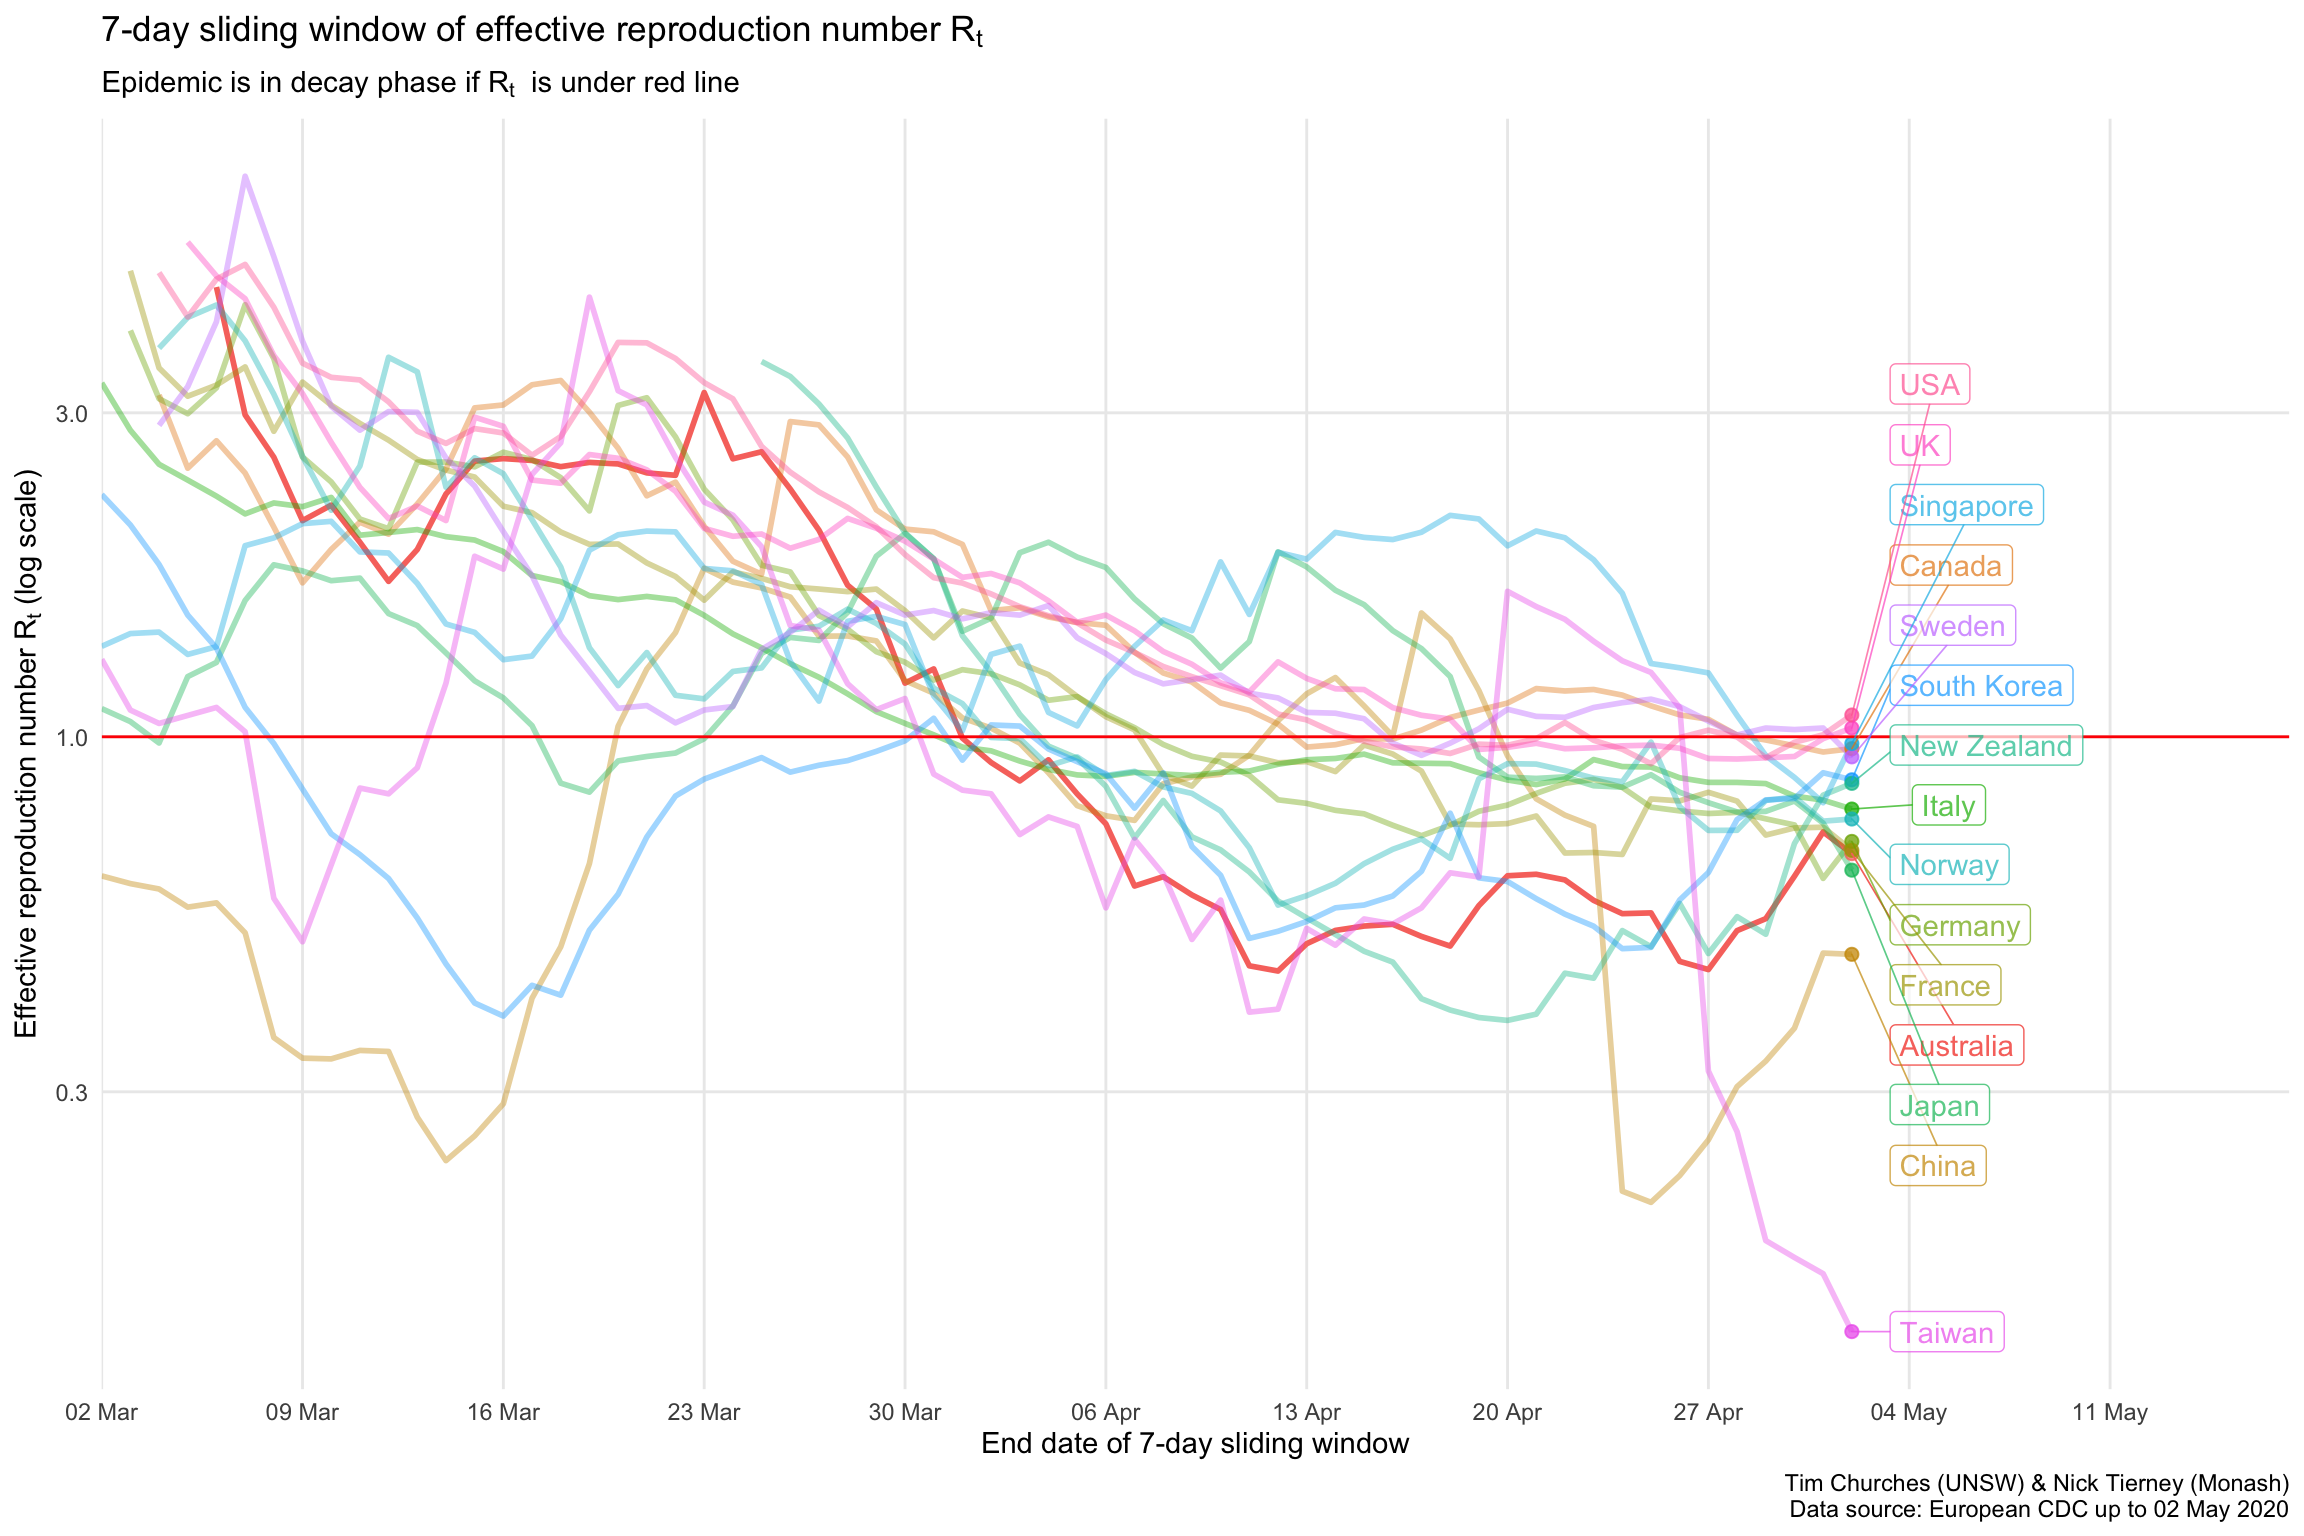 7-day sliding window of effective reproduction number Rt
Epidemic is in decay phase if Rt is under red line
Effective reproduction number Rt (log scale)
3.0
1.0
0.3
USA
UK
Singapore
Canada
Sweden
South Korea
New Zealand
Italy
Norway
Germany
France
Australia
Japan
China
Taiwan
02 Mar
09 Mar
16 Mar
23 Mar
30 Mar
06 Apr
13 Apr
20 Apr
27 Apr
04 May
11 May
End date of 7-day sliding window
Tim Churches (UNSW) & Nick Tierney (Monash)
Data source: European CDC up to 02 May 2020